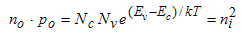 n_o · p_o = N_c N_v e^{(E_v−E_c)/kT} = n_i^2